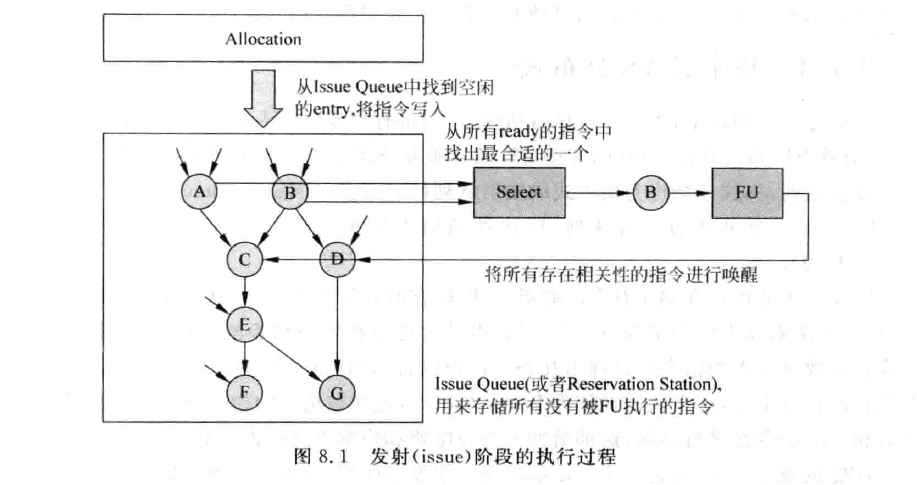 Allocation
从Issue Queue中找到空闲
的entry,将指令写入
从所有ready的指令中
找出最合适的一个
A
B
Select
B
FU
C
D
将所有存在相关性的指令进行唤醒
E
F
G
Issue Queue(或者Reservation Station),
用来存储所有没有被FU执行的指令
图 8.1 发射(issue)阶段的执行过程